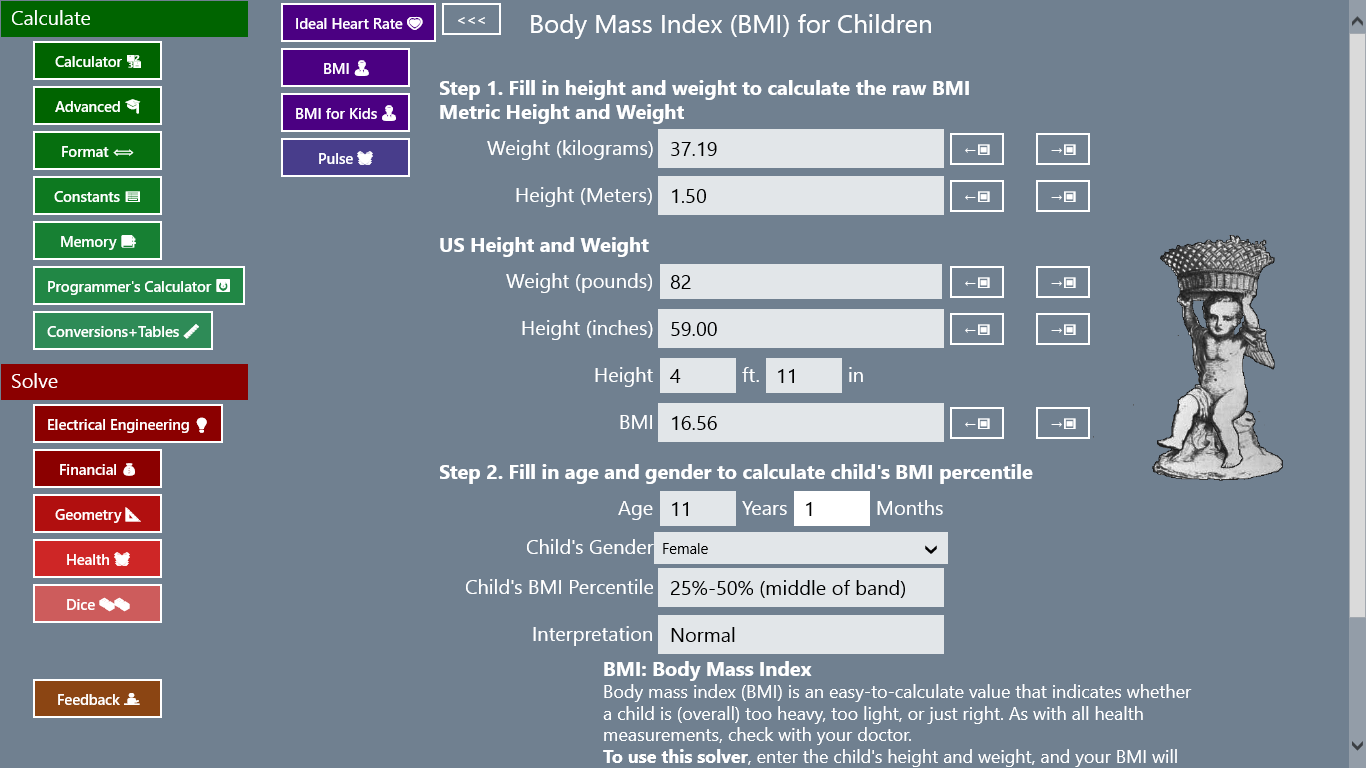 Calculate
Calculator
Advanced
Format
Constants
Memory
Programmer's Calculator
Conversions+Tables
Solve
Electrical Engineering
Financial
Geometry
Health
Dice
Feedback
Ideal Heart Rate
BMI
BMI for Kids
Pulse
<<<
Body Mass Index (BMI) for Children
Step 1. Fill in height and weight to calculate the raw BMI
Metric Height and Weight
Weight (kilograms) 37.19 ←▣ →▣
Height (Meters) 1.50 ←▣ →▣
US Height and Weight
Weight (pounds) 82 ←▣ →▣
Height (inches) 59.00 ←▣ →▣
Height 4 ft. 11 in
BMI 16.56 ←▣ →▣
Step 2. Fill in age and gender to calculate child's BMI percentile
Age 11 Years 1 Months
Child's Gender Female
Child's BMI Percentile 25%-50% (middle of band)
Interpretation Normal
BMI: Body Mass Index
Body mass index (BMI) is an easy-to-calculate value that indicates whether
a child is (overall) too heavy, too light, or just right. As with all health
measurements, check with your doctor.
To use this solver, enter the child's height and weight, and your BMI will